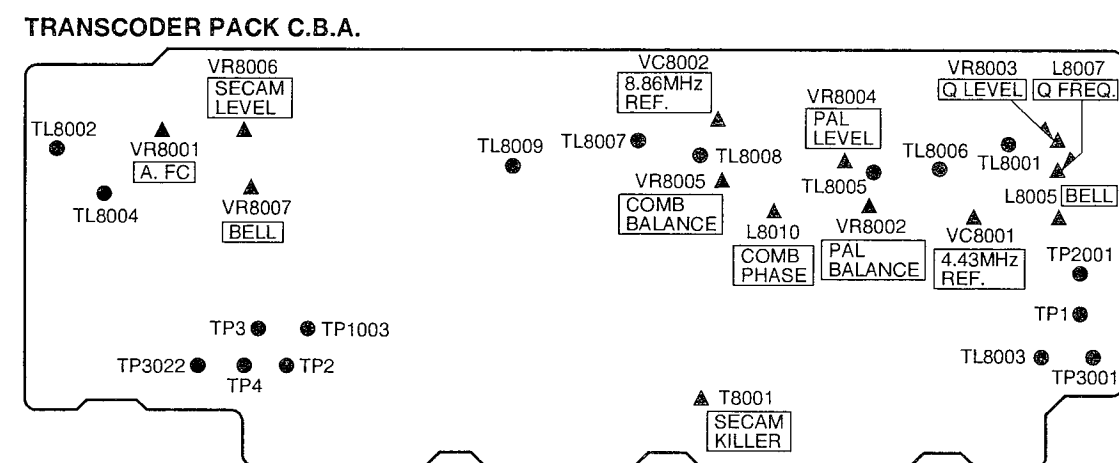 TRANSCODER PACK C.B.A.
VR8006
SECAM
LEVEL
VC8002
8.86MHz
REF.
VR8003
Q LEVEL
L8007
Q FREQ.
VR8004
PAL
LEVEL
TL8002
VR8001
A. FC
TL8009
TL8007
TL8008
TL8006
TL8001
TL8004
VR8007
BELL
VR8005
COMB
BALANCE
TL8005
L8005
BELL
L8010
COMB
PHASE
VR8002
PAL
BALANCE
VC8001
4.43MHz
REF.
TP2001
TP3
TP1003
TP1
TP3022
TP4
TP2
TL8003
TP3001
T8001
SECAM
KILLER